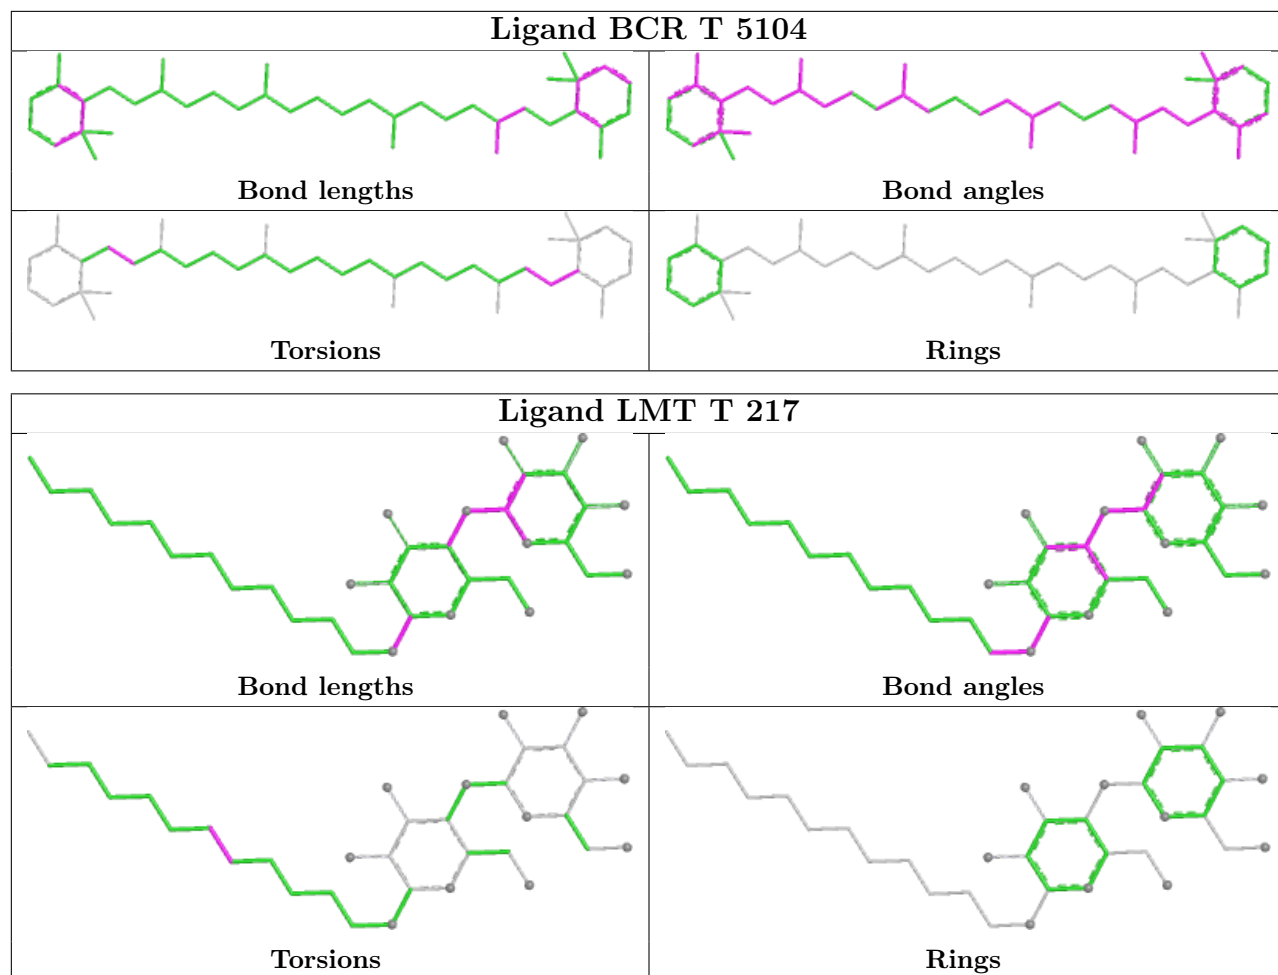 Ligand BCR T 5104
Bond lengths
Bond angles
Torsions
Rings
Ligand LMT T 217
Bond lengths
Bond angles
Torsions
Rings